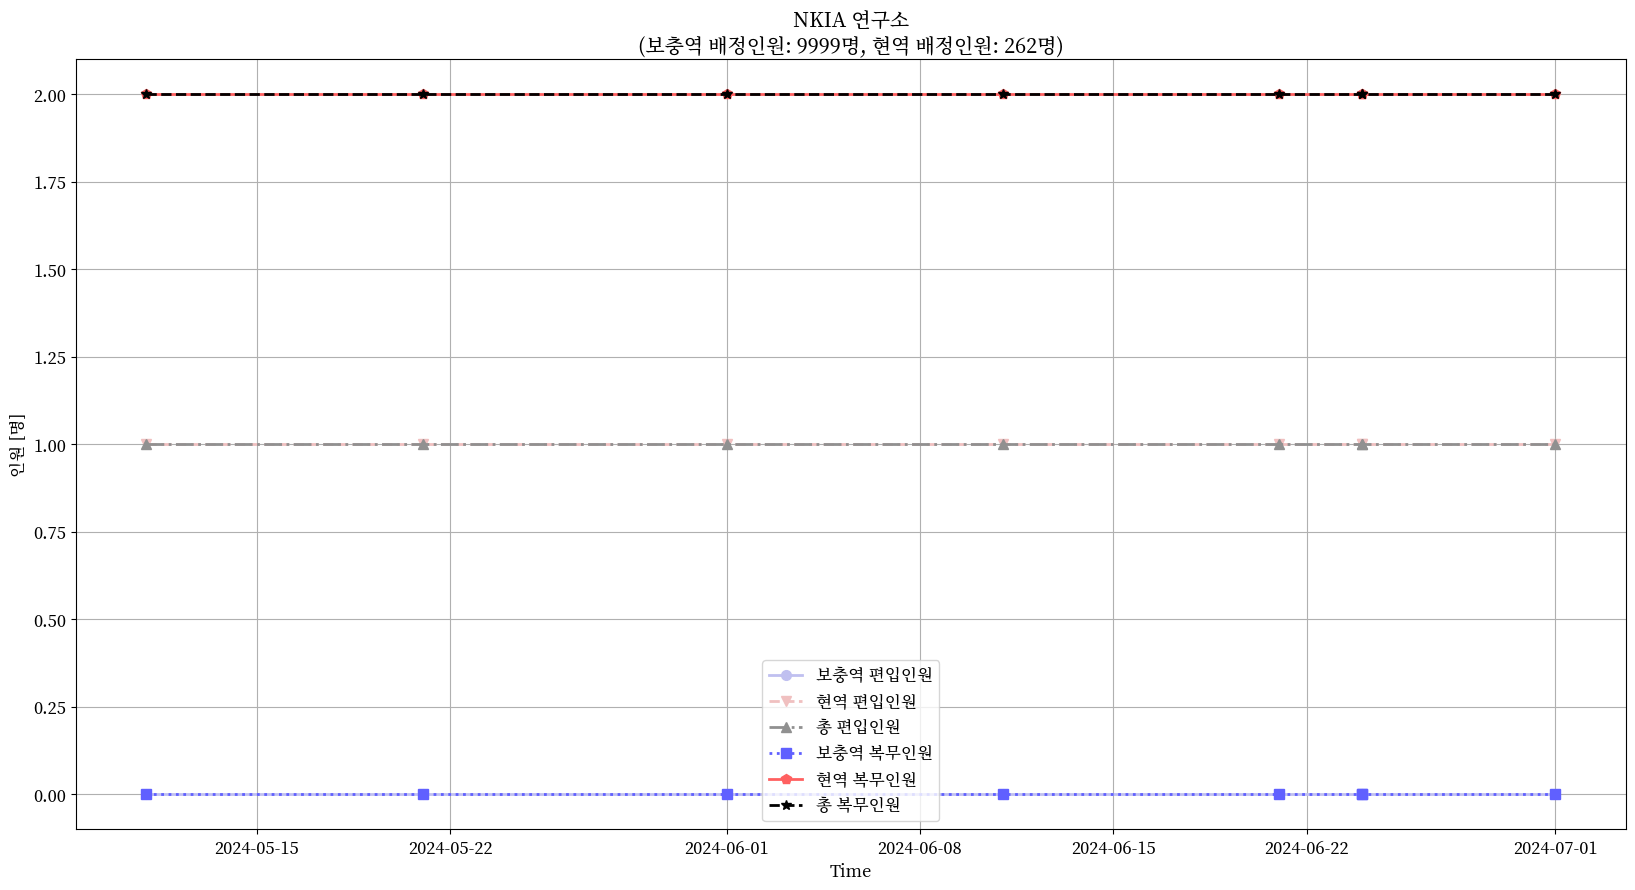 NKIA 연구소
(보충역 배정인원: 9999명, 현역 배정인원: 262명)
인원 [명]
2.00
1.75
1.50
1.25
1.00
0.75
0.50
0.25
0.00
보충역 편입인원
현역 편입인원
총 편입인원
보충역 복무인원
현역 복무인원
총 복무인원
2024-05-15
2024-05-22
2024-06-01
2024-06-08
2024-06-15
2024-06-22
2024-07-01
Time